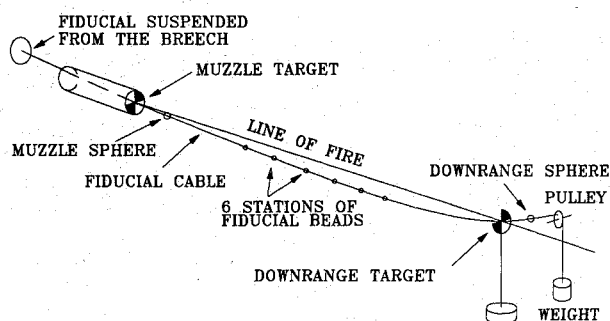 FIDUCIAL SUSPENDED
FROM THE BREECH
MUZZLE TARGET
LINE OF FIRE
MUZZLE SPHERE
FIDUCIAL CABLE
6 STATIONS OF
FIDUCIAL BEADS
DOWNRANGE SPHERE
PULLEY
DOWNRANGE TARGET
WEIGHT